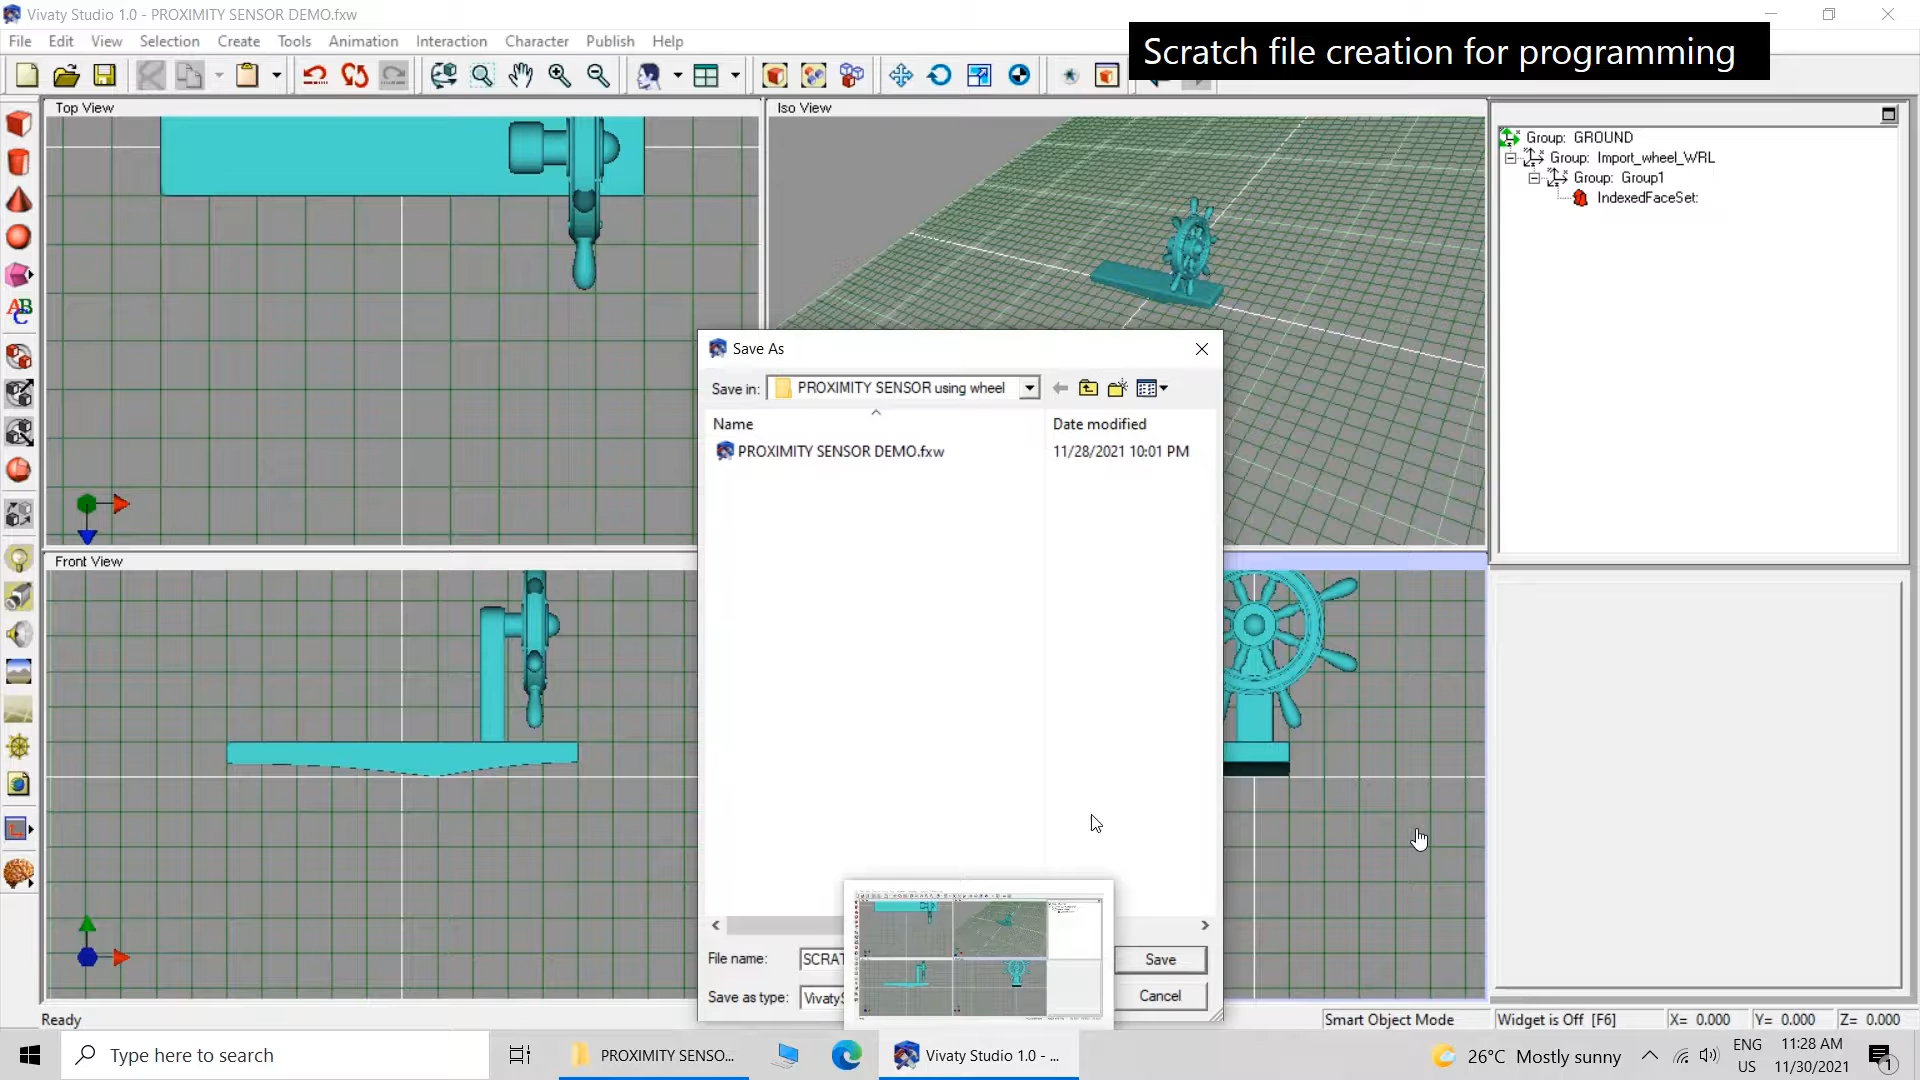 Vivaty Studio 1.0 - PROXIMITY SENSOR DEMO.fxw
Scratch file creation for programming
File Edit View Selection Create Tools Animation Interaction Character Publish Help
Top View
Iso View
Group: GROUND
Group: Import_wheel_WRL
Group: Group1
IndexedFaceSet:
ABC
Save As
Save in: PROXIMITY SENSOR using wheel
Name Date modified
PROXIMITY SENSOR DEMO.fxw 11/28/2021 10:01 PM
Front View
File name: SCRAT
Save
Save as type: VivatyS
Cancel
Ready
Smart Object Mode
Widget is Off [F6]
X= 0.000 Y= 0.000 Z= 0.000
Type here to search
PROXIMITY SENSO...
Vivaty Studio 1.0 - ...
26°C Mostly sunny
ENG
US
11:28 AM
11/30/2021
1